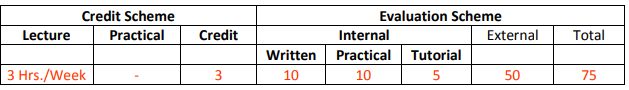 Credit Scheme Evaluation Scheme
Lecture Practical Credit Internal External Total
Written Practical Tutorial
3 Hrs./Week - 3 10 10 5 50 75